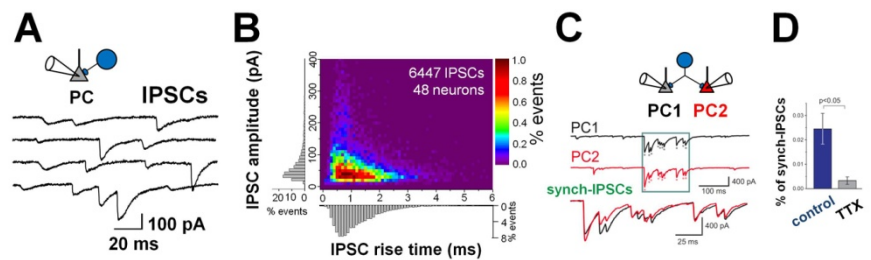 A
PC
IPSCs
100 pA
20 ms
B
IPSC amplitude (pA)
400
300
200
100
0
6447 IPSCs
48 neurons
1.0
0.8
0.6
0.4
0.2
0.0
% events
20 10 0
% events
0 1 2 3 4 5 6
0
4
8
% events
IPSC rise time (ms)
C
PC1 PC2
PC1
PC2
400 pA
100 ms
synch-IPSCs
400 pA
25 ms
D
% of synch-IPSCs
p<0.05
0.03
0.02
0.01
0.00
control
TTX